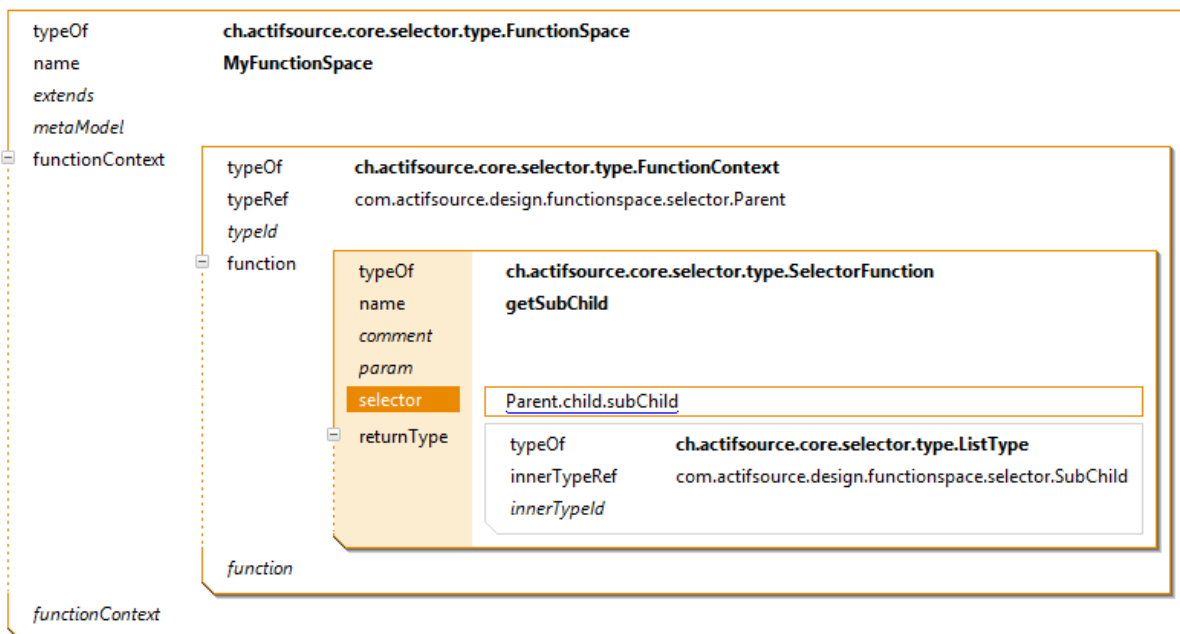 typeOf ch.actifsource.core.selector.type.FunctionSpace
name MyFunctionSpace
extends
metaModel
functionContext
typeOf ch.actifsource.core.selector.type.FunctionContext
typeRef com.actifsource.design.functionspace.selector.Parent
typeId
function
typeOf ch.actifsource.core.selector.type.SelectorFunction
name getSubChild
comment
param
selector Parent.child.subChild
returnType
typeOf ch.actifsource.core.selector.type.ListType
innerTypeRef com.actifsource.design.functionspace.selector.SubChild
innerTypeId
function
functionContext